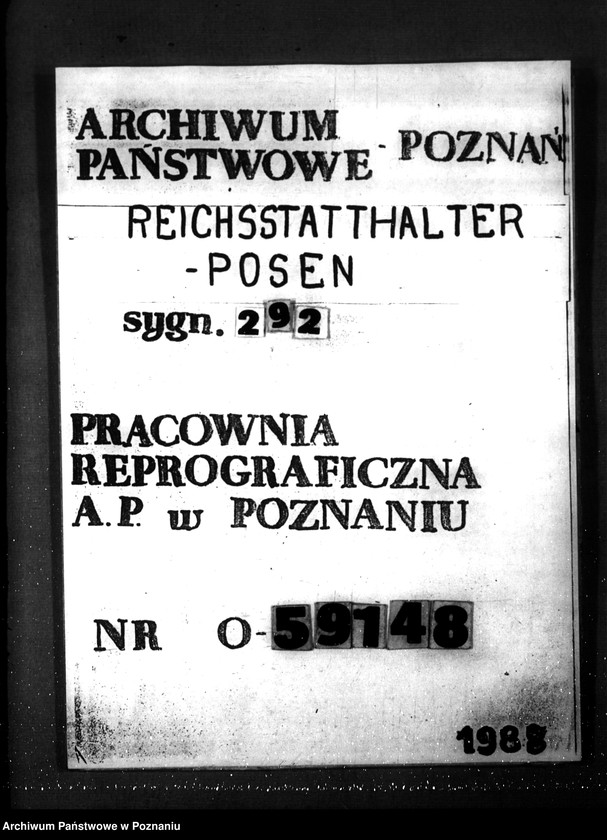 ARCHIWUM
PAŃSTWOWE - POZNAŃ
REICHSSTATTHALTER
-POSEN
sygn. 292
PRACOWNIA
REPROGRAFICZNA
A.P. w POZNANIU
NR O-59148
1988
Archiwum Państwowe w Poznaniu